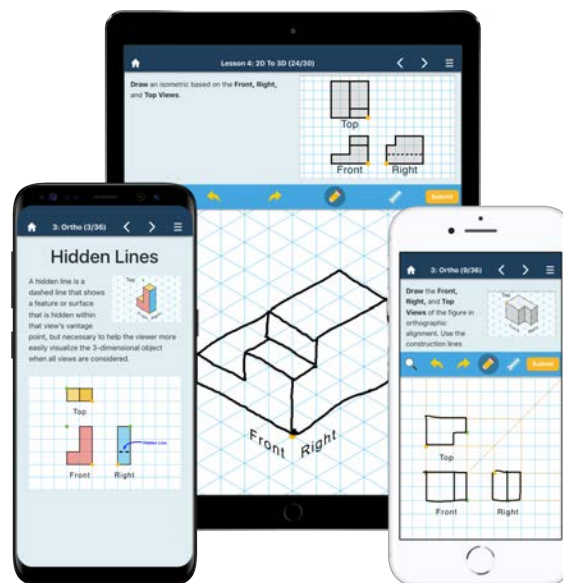 Lesson 4: 2D To 3D (24/30)
Draw an isometric based on the Front, Right,
and Top Views.
Top
Front
Right
Submit
Front
Right
3: Ortho (3/36)
Hidden Lines
A hidden line is a
dashed line that shows
a feature or surface
that is hidden within
that view's vantage
point, but necessary to help the viewer more
easily visualize the 3-dimensional object
when all views are considered.
Top
Top
Hidden Line
Front
Right
3: Ortho (9/36)
Draw the Front,
Right, and Top
Views of the figure in
orthographic
alignment. Use the
construction lines
Top
Submit
Top
Front
Right